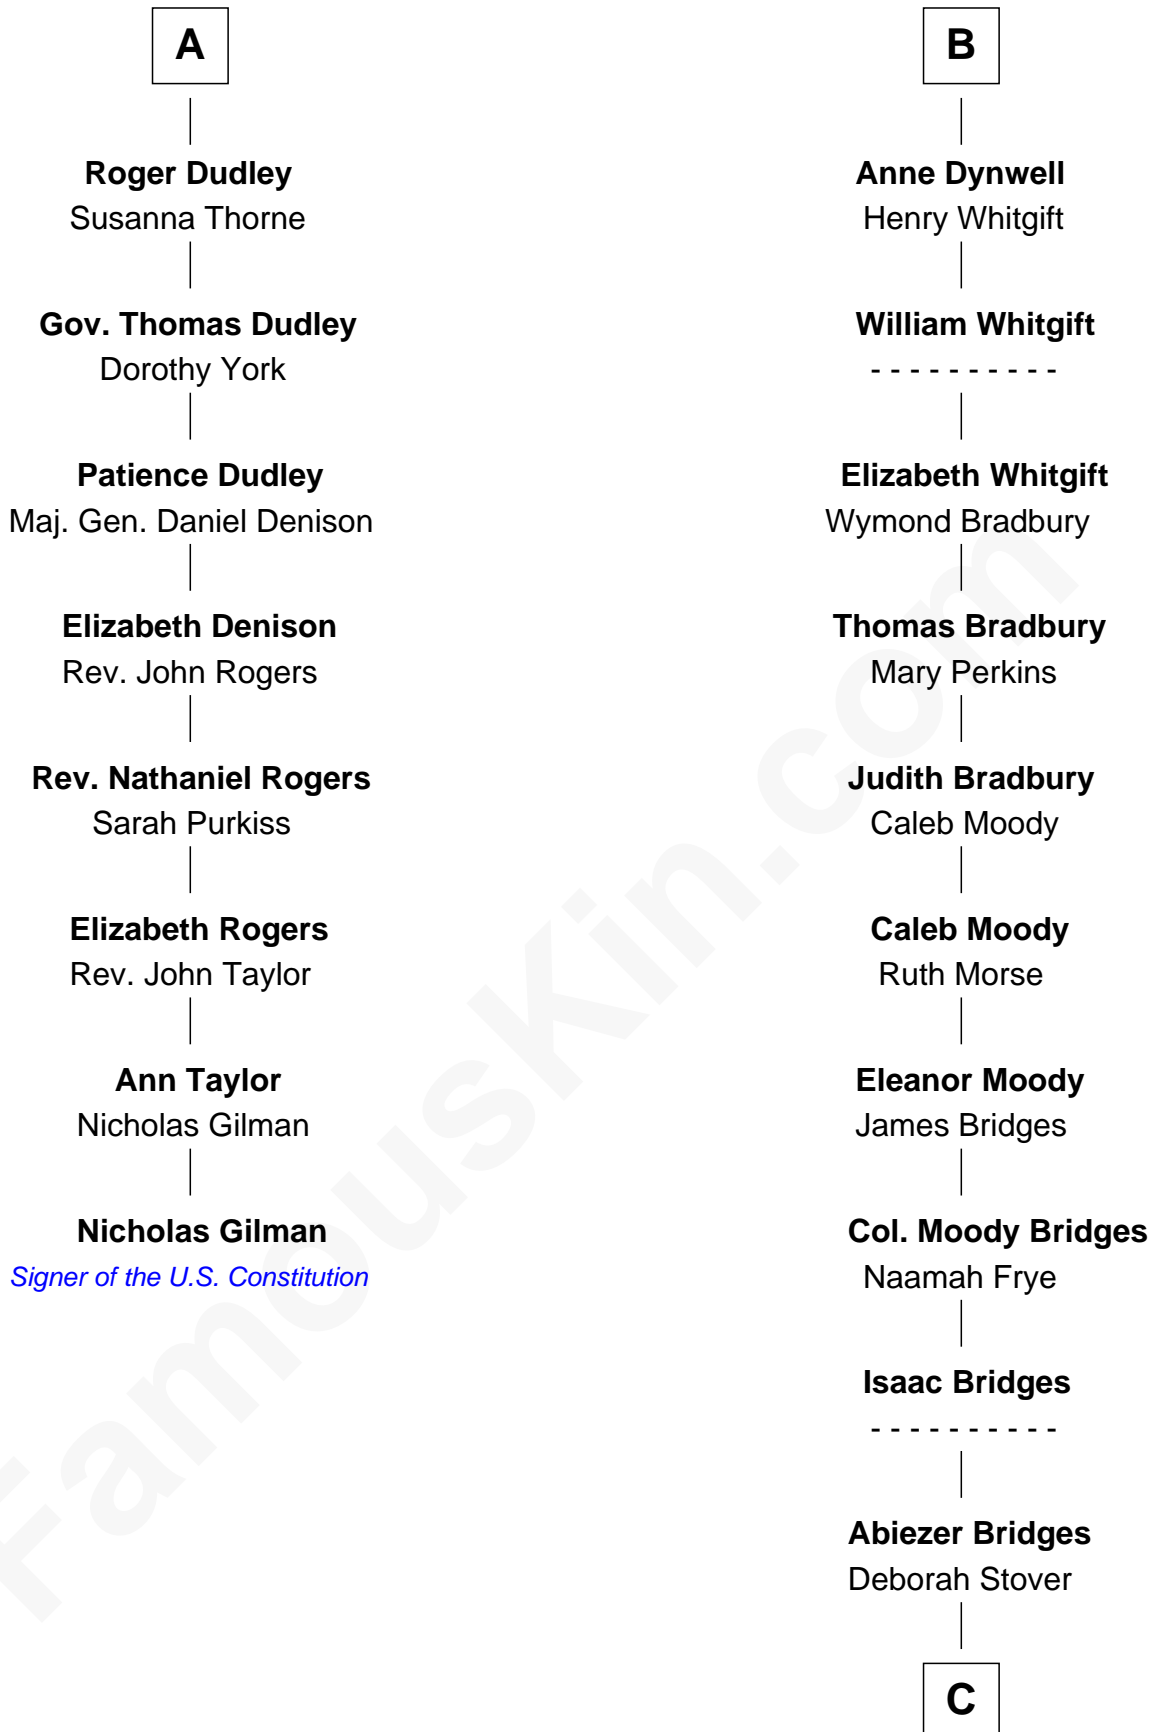 A
Roger Dudley
Susanna Thorne
Gov. Thomas Dudley
Dorothy York
Patience Dudley
Maj. Gen. Daniel Denison
Elizabeth Denison
Rev. John Rogers
Rev. Nathaniel Rogers
Sarah Purkiss
Elizabeth Rogers
Rev. John Taylor
Ann Taylor
Nicholas Gilman
Nicholas Gilman
Signer of the U.S. Constitution
B
Anne Dynwell
Henry Whitgift
William Whitgift
- - - - - - - - - -
Elizabeth Whitgift
Wymond Bradbury
Thomas Bradbury
Mary Perkins
Judith Bradbury
Caleb Moody
Caleb Moody
Ruth Morse
Eleanor Moody
James Bridges
Col. Moody Bridges
Naamah Frye
Isaac Bridges
- - - - - - - - - -
Abiezer Bridges
Deborah Stover
C
FamousKin.com